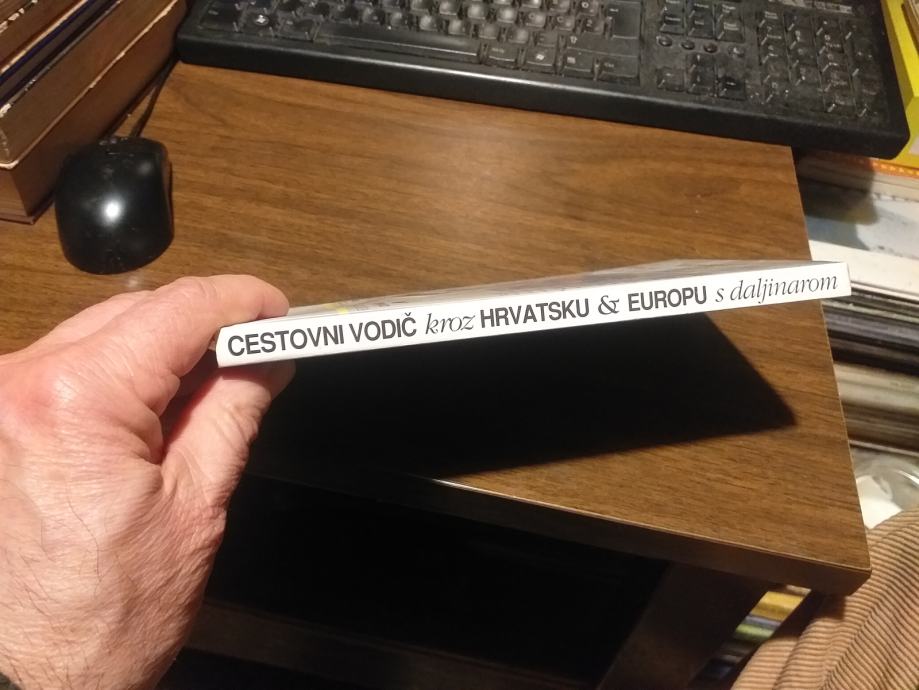 CESTOVNI VODIČ kroz HRVATSKU & EUROPU s daljinarom